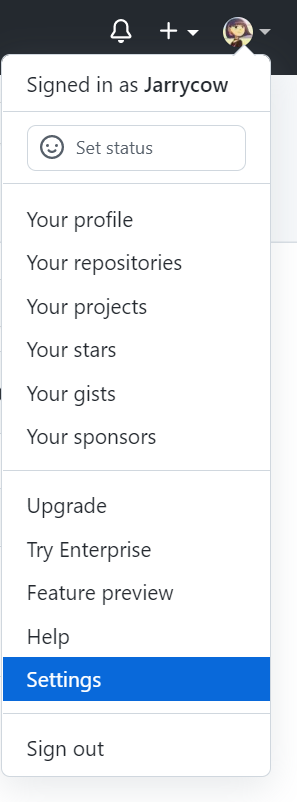 Signed in as Jarrycow
Set status
Your profile
Your repositories
Your projects
Your stars
Your gists
Your sponsors
Upgrade
Try Enterprise
Feature preview
Help
Settings
Sign out